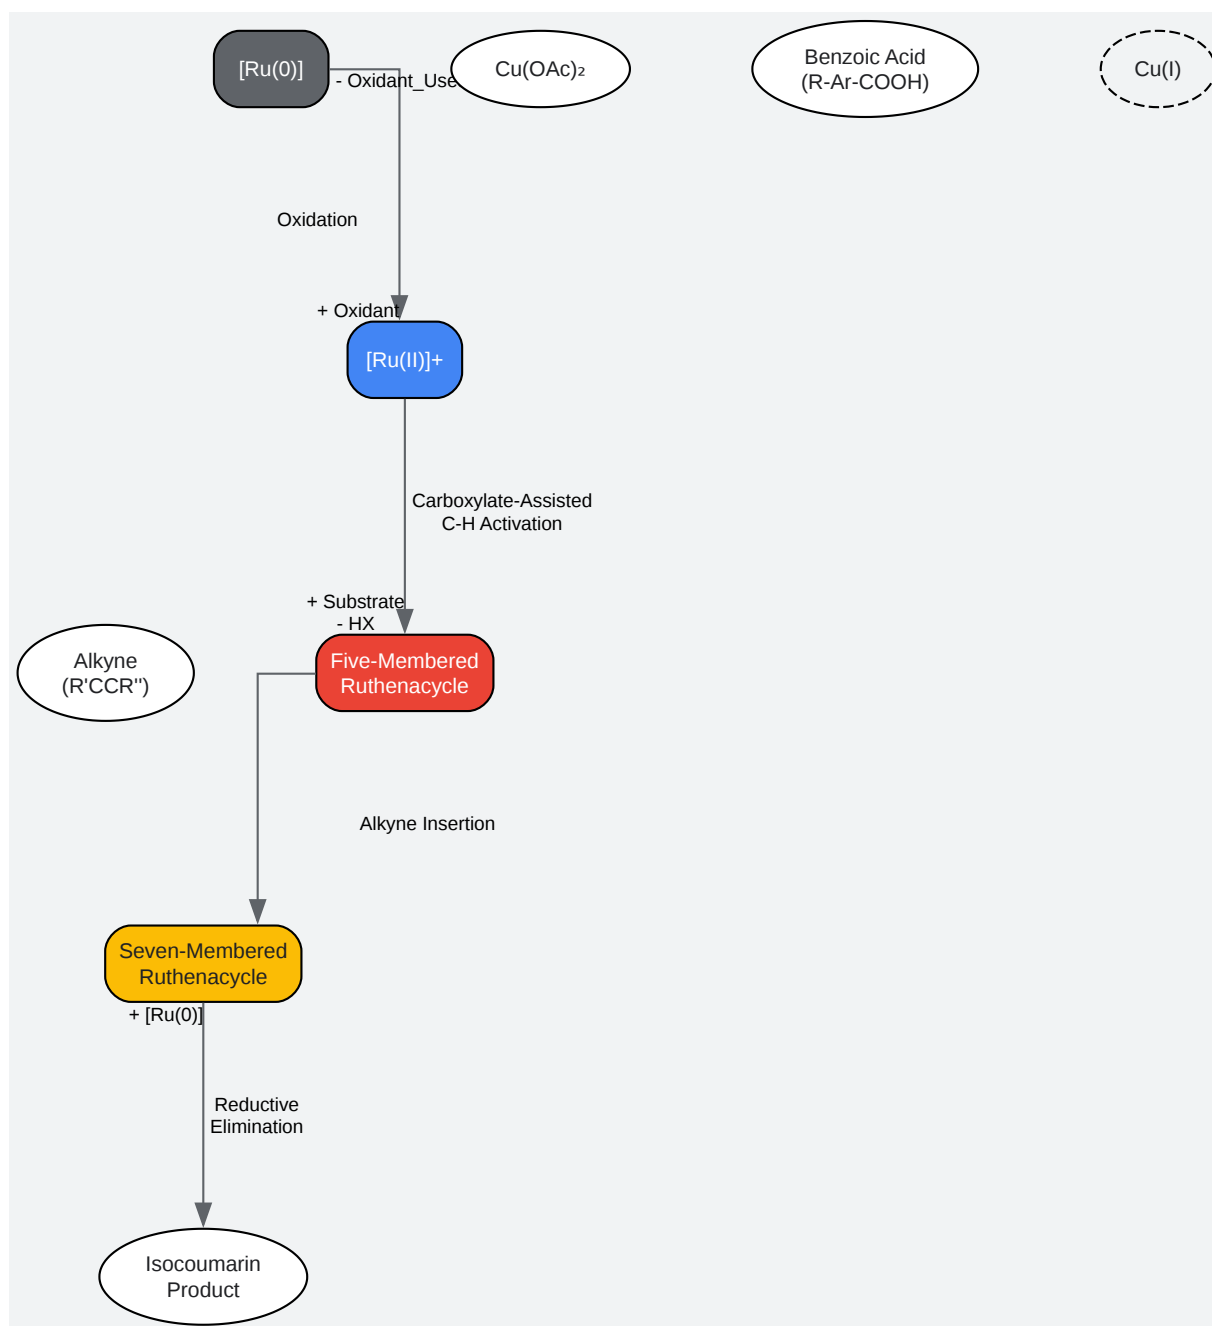 [Ru(0)]
- Oxidant_Use
Cu(OAc)₂
Benzoic Acid
(R-Ar-COOH)
Cu(I)
Oxidation
+ Oxidant
[Ru(II)]+
Carboxylate-Assisted
C-H Activation
+ Substrate
- HX
Alkyne
(R'CCR'')
Five-Membered
Ruthenacycle
Alkyne Insertion
Seven-Membered
Ruthenacycle
+ [Ru(0)]
Reductive
Elimination
Isocoumarin
Product